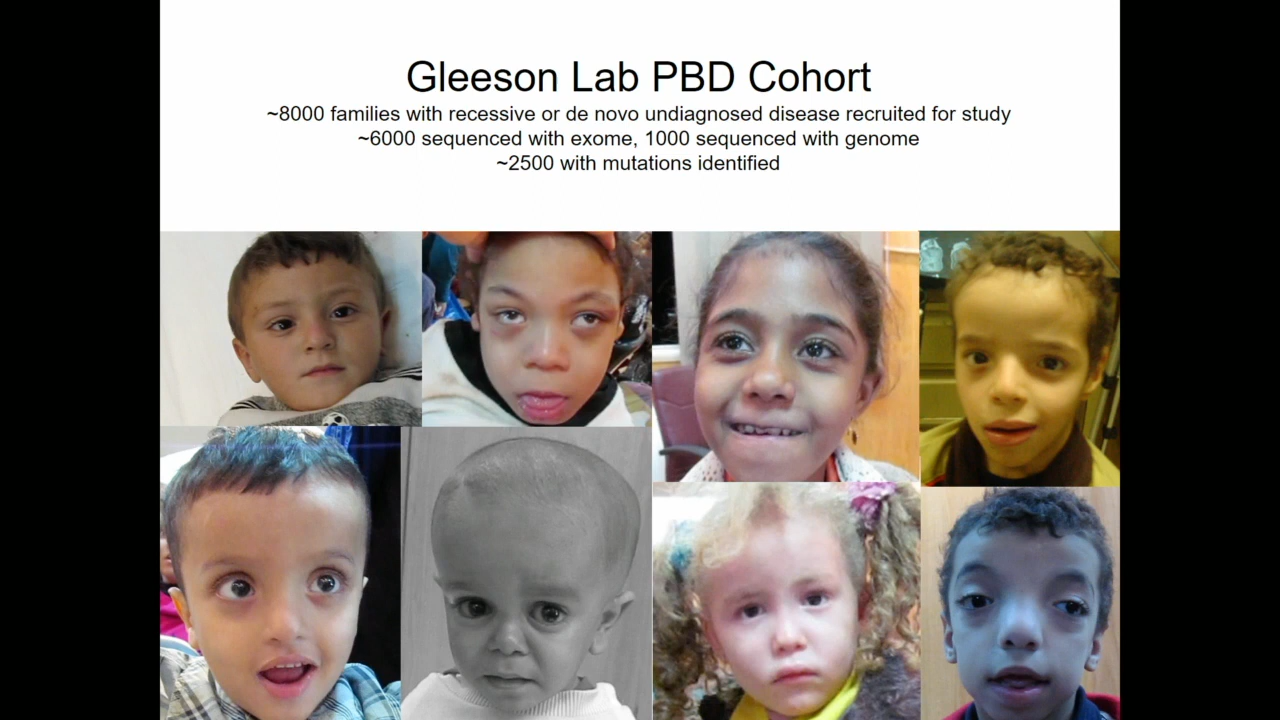 Gleeson Lab PBD Cohort
~8000 families with recessive or de novo undiagnosed disease recruited for study
~6000 sequenced with exome, 1000 sequenced with genome
~2500 with mutations identified